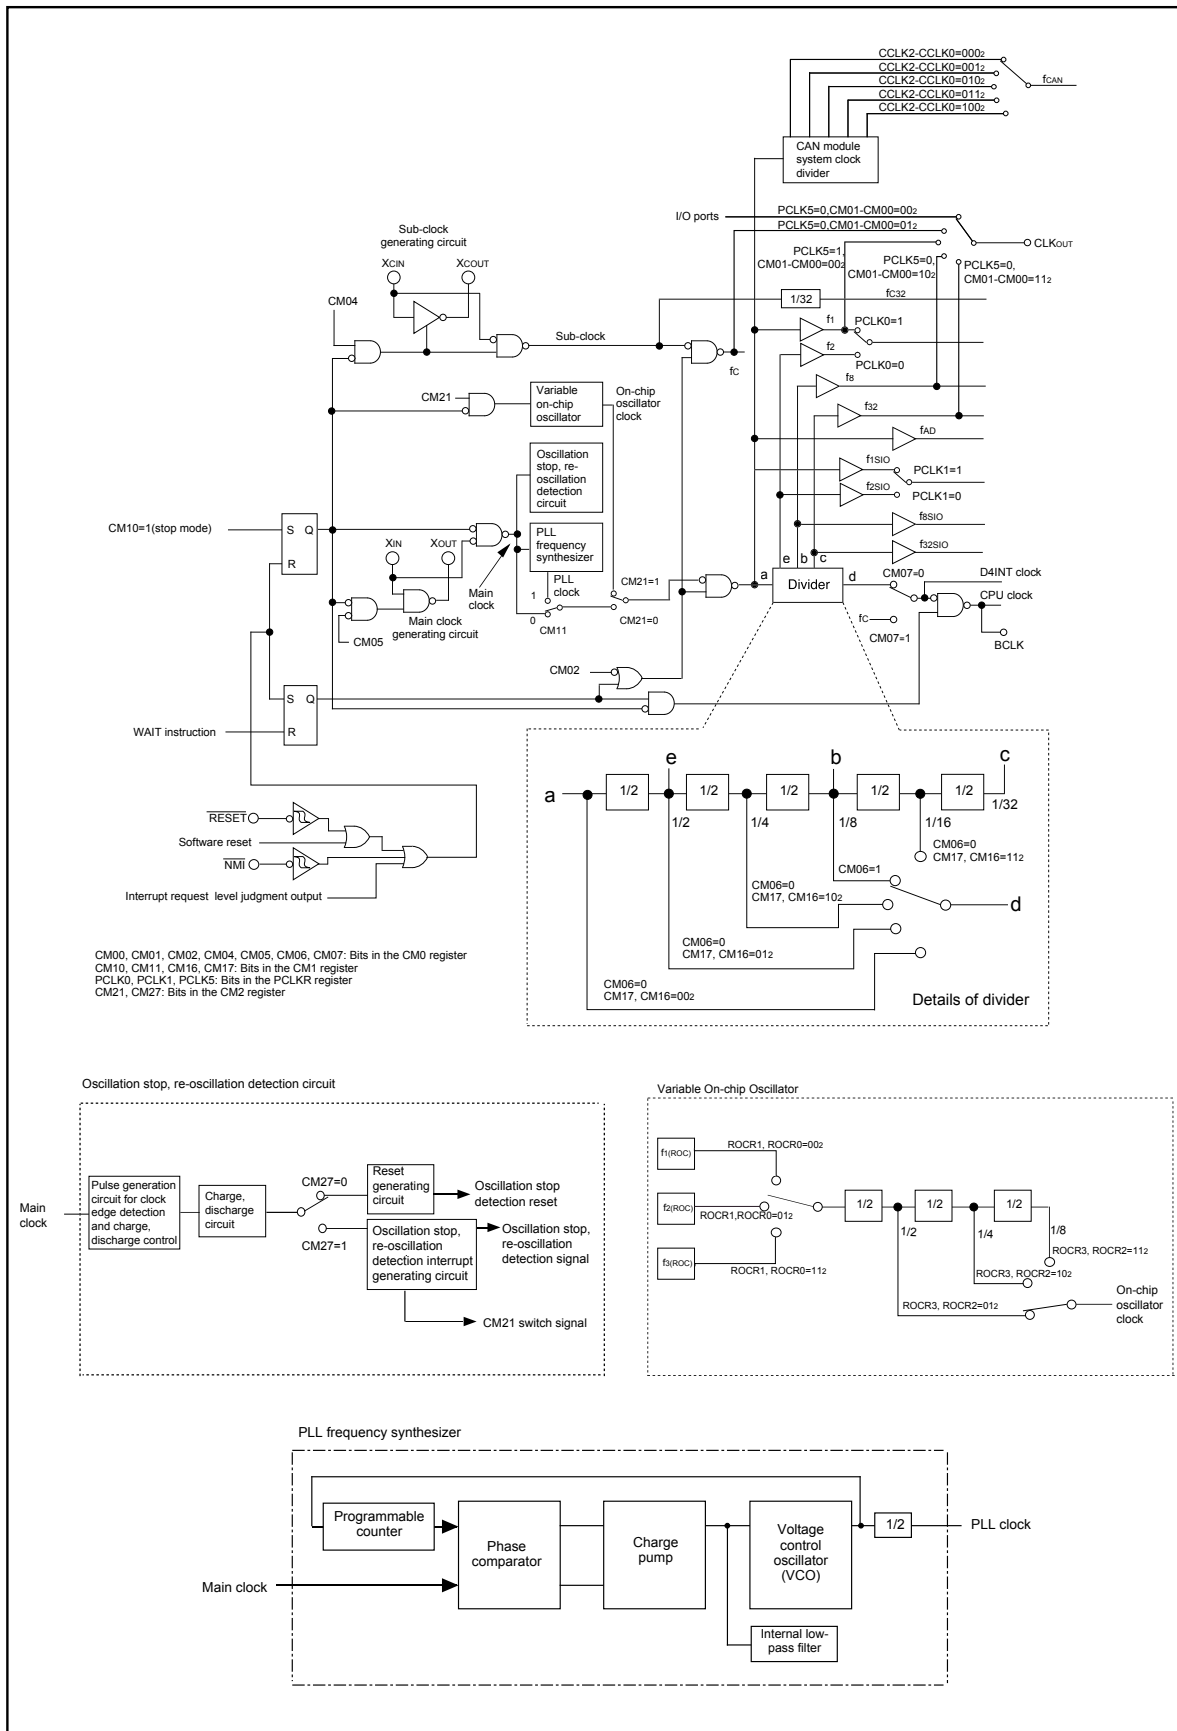 CCLK2-CCLK0=000₂
CCLK2-CCLK0=001₂
CCLK2-CCLK0=010₂
CCLK2-CCLK0=011₂
CCLK2-CCLK0=100₂
fCAN
CAN module
system clock
divider
I/O ports
PCLK5=0,CM01-CM00=00₂
PCLK5=0,CM01-CM00=01₂
PCLK5=1,
CM01-CM00=00₂
PCLK5=0,
CM01-CM00=10₂
PCLK5=0,
CM01-CM00=11₂
CLKOUT
Sub-clock
generating circuit
XCIN
XCOUT
CM04
Sub-clock
1/32
fC32
f1
PCLK0=1
f2
PCLK0=0
fC
f8
f32
fAD
f1SIO
PCLK1=1
f2SIO
PCLK1=0
f8SIO
f32SIO
CM21
Variable
on-chip
oscillator
On-chip
oscillator
clock
Oscillation
stop, re-
oscillation
detection
circuit
CM10=1(stop mode)
S
Q
R
XIN
XOUT
PLL
frequency
synthesizer
Main
clock
PLL
clock
1
0
CM11
CM21=1
CM21=0
CM05
Main clock
generating circuit
e
b
c
a
Divider
d
CM07=0
D4INT clock
CPU clock
fC
CM07=1
BCLK
CM02
S
Q
R
WAIT instruction
RESET
Software reset
NMI
Interrupt request level judgment output
e
b
c
a
1/2
1/2
1/2
1/2
1/2
1/2
1/4
1/8
1/16
1/32
CM06=0
CM17, CM16=11₂
CM06=1
CM06=0
CM17, CM16=10₂
d
CM06=0
CM17, CM16=01₂
CM06=0
CM17, CM16=00₂
Details of divider
CM00, CM01, CM02, CM04, CM05, CM06, CM07: Bits in the CM0 register
CM10, CM11, CM16, CM17: Bits in the CM1 register
PCLK0, PCLK1, PCLK5: Bits in the PCLKR register
CM21, CM27: Bits in the CM2 register
Oscillation stop, re-oscillation detection circuit
Main
clock
Pulse generation
circuit for clock
edge detection
and charge,
discharge control
Charge,
discharge
circuit
CM27=0
CM27=1
Reset
generating
circuit
Oscillation stop
detection reset
Oscillation stop,
re-oscillation
detection interrupt
generating circuit
Oscillation stop,
re-oscillation
detection signal
CM21 switch signal
Variable On-chip Oscillator
f1(ROC)
ROCR1, ROCR0=00₂
f2(ROC)
ROCR1,ROCR0=01₂
f3(ROC)
ROCR1, ROCR0=11₂
1/2
1/2
1/2
1/2
1/4
1/8
ROCR3, ROCR2=11₂
ROCR3, ROCR2=10₂
ROCR3, ROCR2=01₂
On-chip
oscillator
clock
PLL frequency synthesizer
Programmable
counter
Phase
comparator
Charge
pump
Voltage
control
oscillator
(VCO)
1/2
PLL clock
Main clock
Internal low-
pass filter